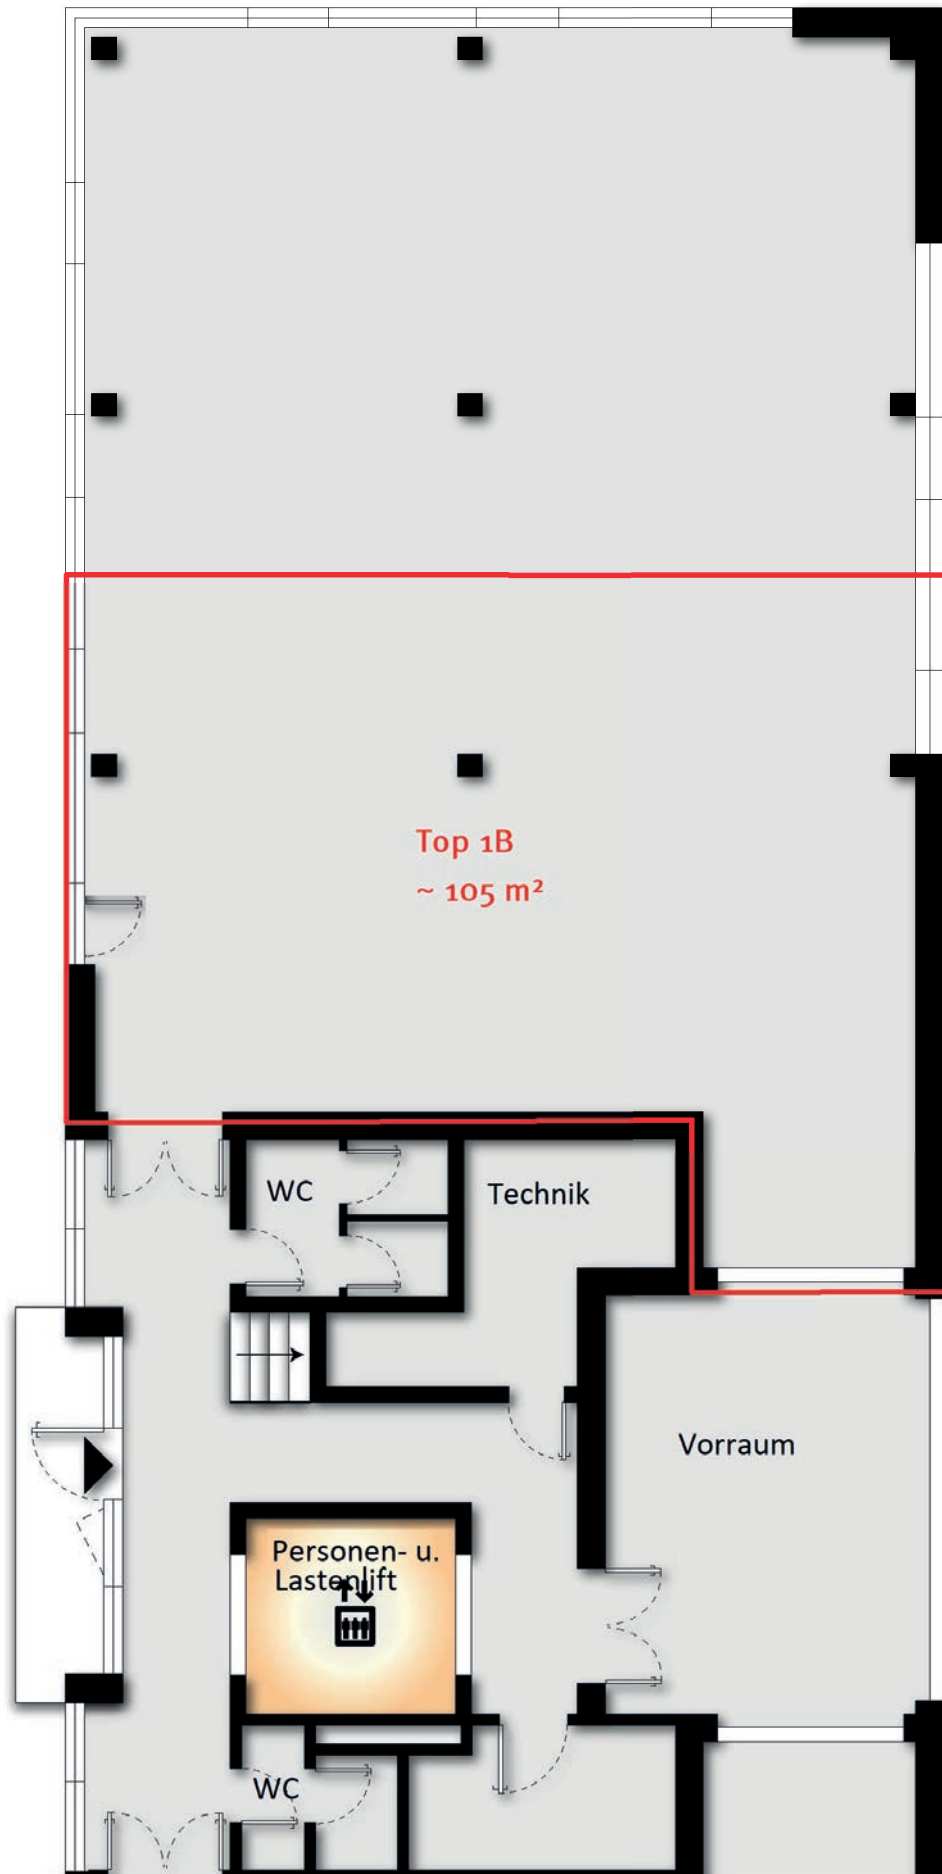 Top 1B
~ 105 m²
WC
Technik
Vorraum
Personen- u.
Lastenlift
WC